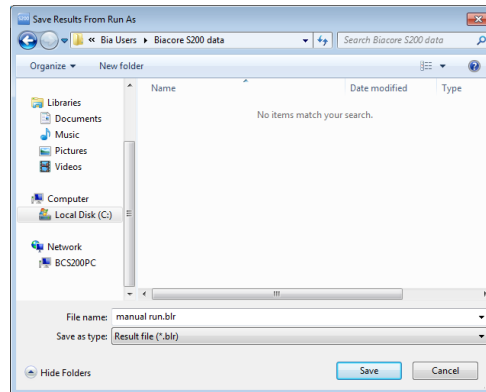 Save Results From Run As
« Bia Users Biacore S200 data
Search Biacore S200 data
Organize New folder
Name Date modified Type
No items match your search.
Libraries
Documents
Music
Pictures
Videos
Computer
Local Disk (C:)
Network
BCS200PC
File name: manual run.blr
Save as type: Result file (*.blr)
Hide Folders
Save Cancel